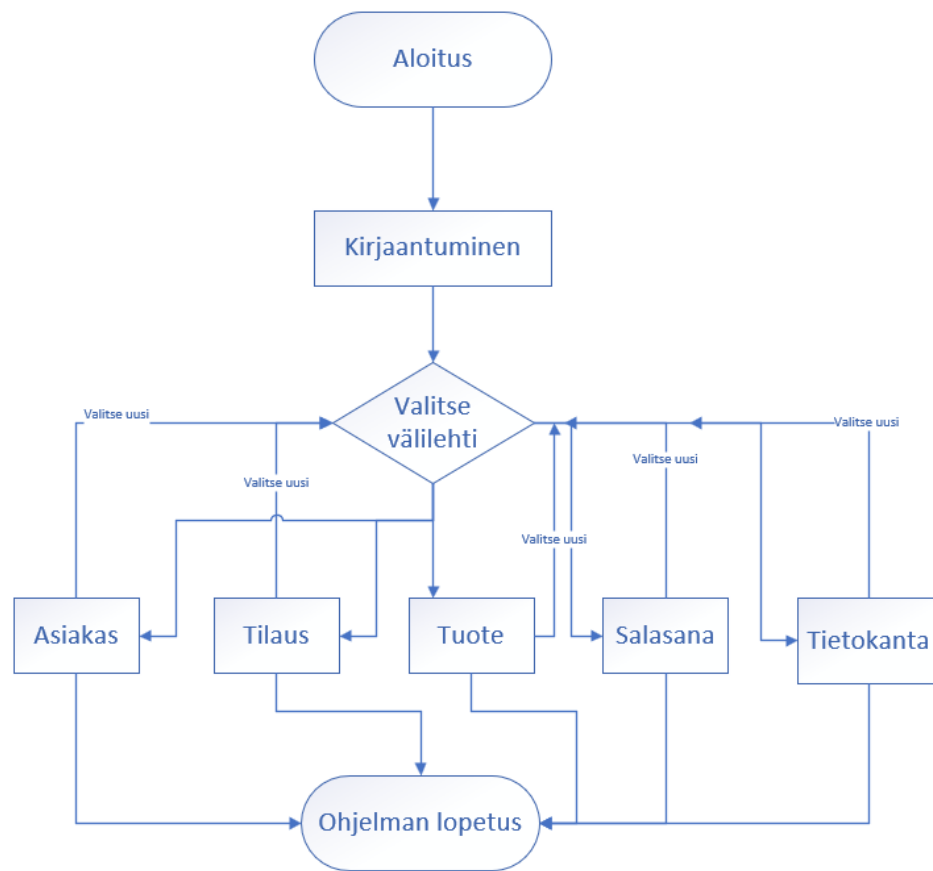 Aloitus
Kirjaantuminen
Valitse
välilehti
Valitse uusi
Valitse uusi
Valitse uusi
Valitse uusi
Valitse uusi
Asiakas
Tilaus
Tuote
Salasana
Tietokanta
Ohjelman lopetus